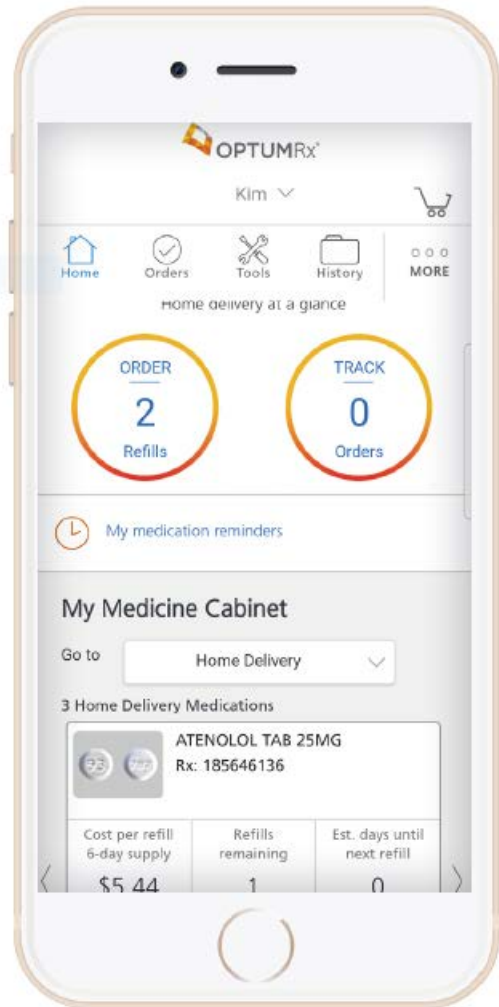 OPTUMRx®
Kim
Home Orders Tools History MORE
Home delivery at a glance
ORDER
2
Refills
TRACK
0
Orders
My medication reminders
My Medicine Cabinet
Go to Home Delivery
3 Home Delivery Medications
ATENOLOL TAB 25MG
Rx: 185646136
Cost per refill
6-day supply
$5.44
Refills
remaining
1
Est. days until
next refill
0